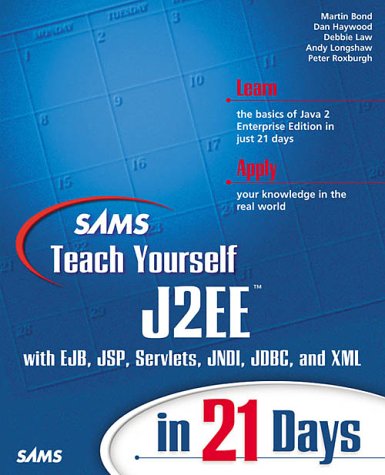 MONDAY
TUESDAY
Martin Bond
Dan Haywood
Debbie Law
Andy Longshaw
Peter Roxburgh
Learn
the basics of Java 2
Enterprise Edition in
just 21 days
Apply
your knowledge in the
real world
SAMS
Teach Yourself
J2EE™
with EJB, JSP, Servlets, JNDI, JDBC, and XML
SAMS
in 21 Days